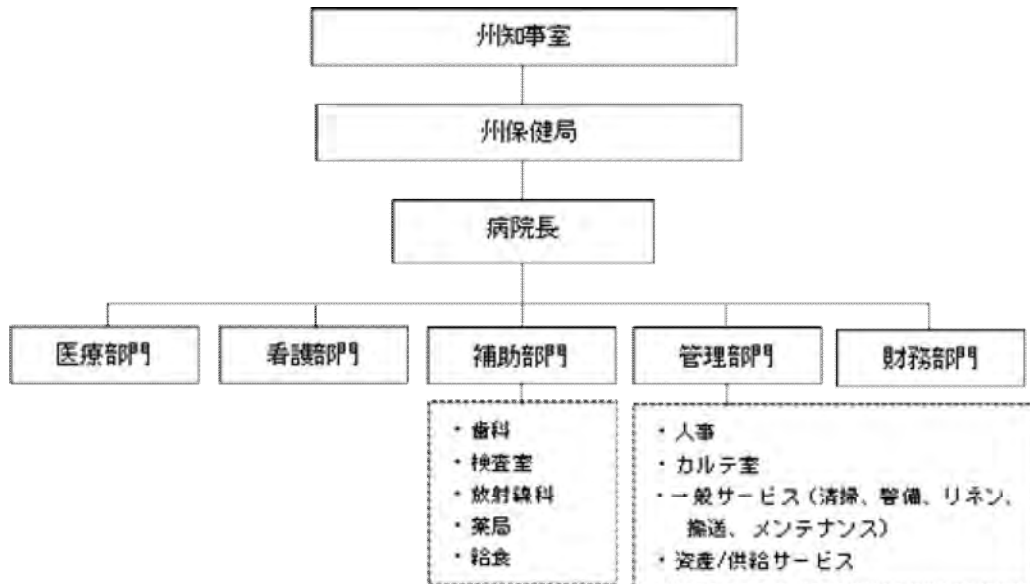 州知事室
州保健局
病院長
医療部門
看護部門
補助部門
管理部門
財務部門
・歯科
・検査室
・放射線科
・薬局
・給食
・人事
・カルテ室
・一般サービス（清掃、警備、リネン、
搬送、メンテナンス）
・資産/供給サービス